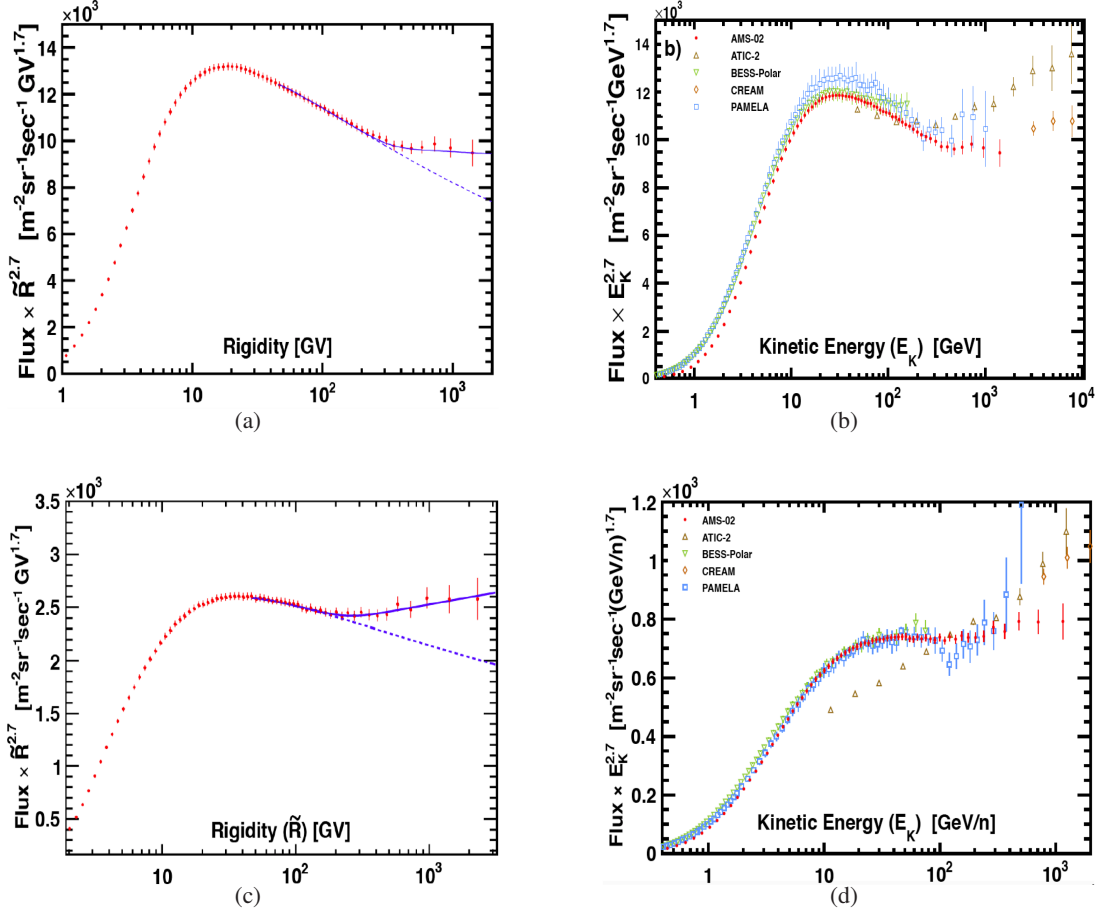 ×10³
14
12
10
8
6
4
2
0
Flux × R̃^2.7 [m⁻²sr⁻¹sec⁻¹ GV^1.7]
1 10 10² 10³
Rigidity [GV]
(a)
×10³
14
12
10
8
6
4
2
0
Flux × E_K^2.7 [m⁻²sr⁻¹sec⁻¹GeV^1.7]
b)
AMS-02
ATIC-2
BESS-Polar
CREAM
PAMELA
1 10 10² 10³ 10⁴
Kinetic Energy (E_K) [GeV]
(b)
×10³
3.5
3
2.5
2
1.5
1
0.5
Flux × R̃^2.7 [m⁻²sr⁻¹sec⁻¹ GV^1.7]
10 10² 10³
Rigidity (R̃) [GV]
(c)
×10³
1.2
1
0.8
0.6
0.4
0.2
0
Flux × E_K^2.7 [m⁻²sr⁻¹sec⁻¹(GeV/n)^1.7]
AMS-02
ATIC-2
BESS-Polar
CREAM
PAMELA
1 10 10² 10³
Kinetic Energy (E_K) [GeV/n]
(d)